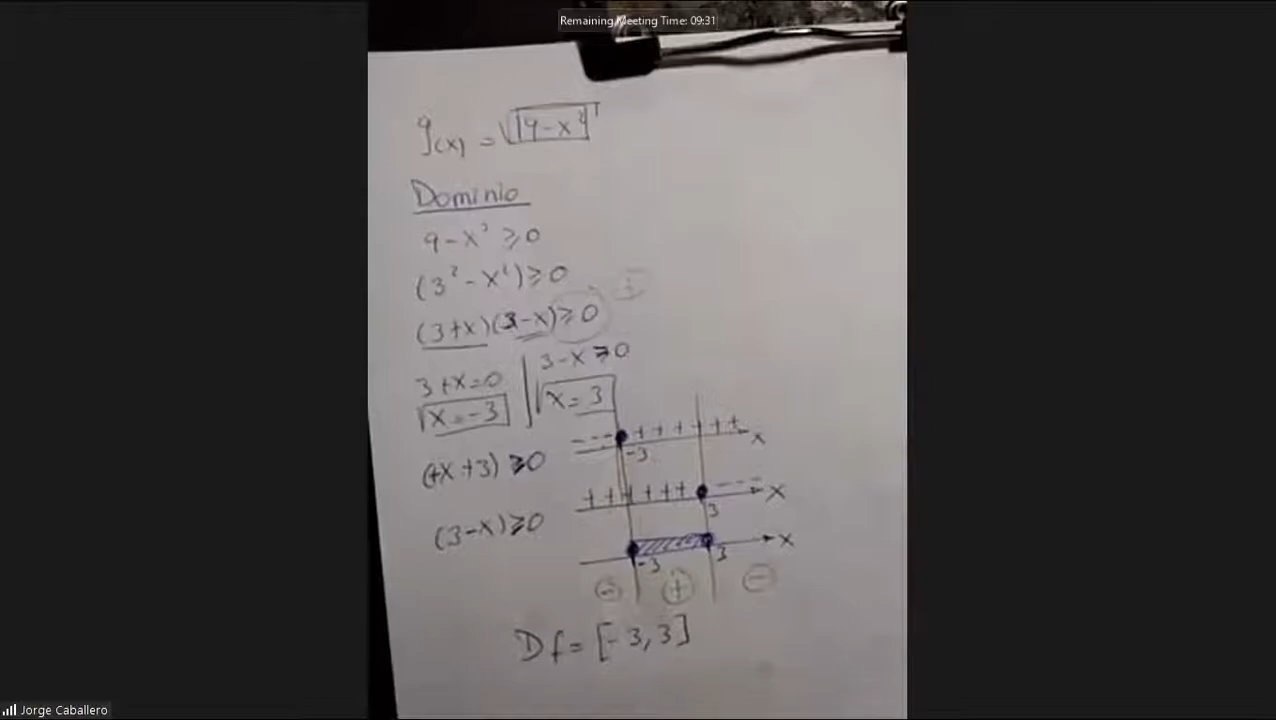 Remaining Meeting Time: 09:31
g(x) = √9-x²
Dominio
9-x² ≥0
(3²-x²)≥0
(3+x)(3-x)≥0
3+x=0 | 3-x≥0
x=-3 | x=3
(+x+3) ≥0
(3-x)≥0
- - - + + + + + + x
-3
+ + + + + + - - - x
3
x
-3 3
- + -
Df=[-3,3]
Jorge Caballero